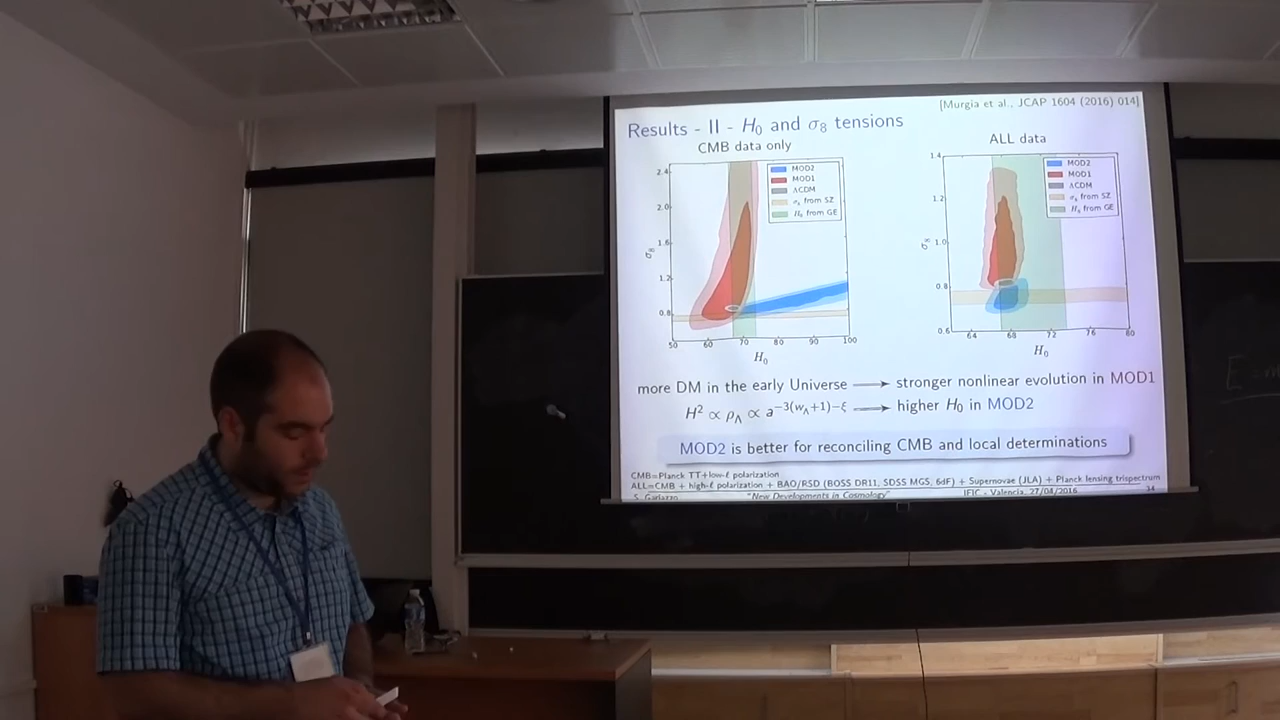 [Murgia et al., JCAP 1604 (2016) 014]
Results - II - H₀ and σ₈ tensions
CMB data only
ALL data
2.4
2.0
1.6
1.2
0.8
σ₈
50 60 70 80 90 100
H₀
MOD2
MOD1
ΛCDM
σ₈ from SZ
H₀ from GE
1.4
1.2
1.0
0.8
0.6
σ₈
64 68 72 76 80
H₀
MOD2
MOD1
ΛCDM
σ₈ from SZ
H₀ from GE
more DM in the early Universe ⟶ stronger nonlinear evolution in MOD1
H² ∝ ρ_Λ ∝ a^{-3(w_Λ+1)-ξ} ⟶ higher H₀ in MOD2
MOD2 is better for reconciling CMB and local determinations
CMB=Planck TT+low-ℓ polarization
ALL=CMB + high-ℓ polarization + BAO/RSD (BOSS DR11, SDSS MGS, 6dF) + Supernovae (JLA) + Planck lensing trispectrum
S. Gariazzo "New Developments in Cosmology" IFIC - Valencia, 27/04/2016 14